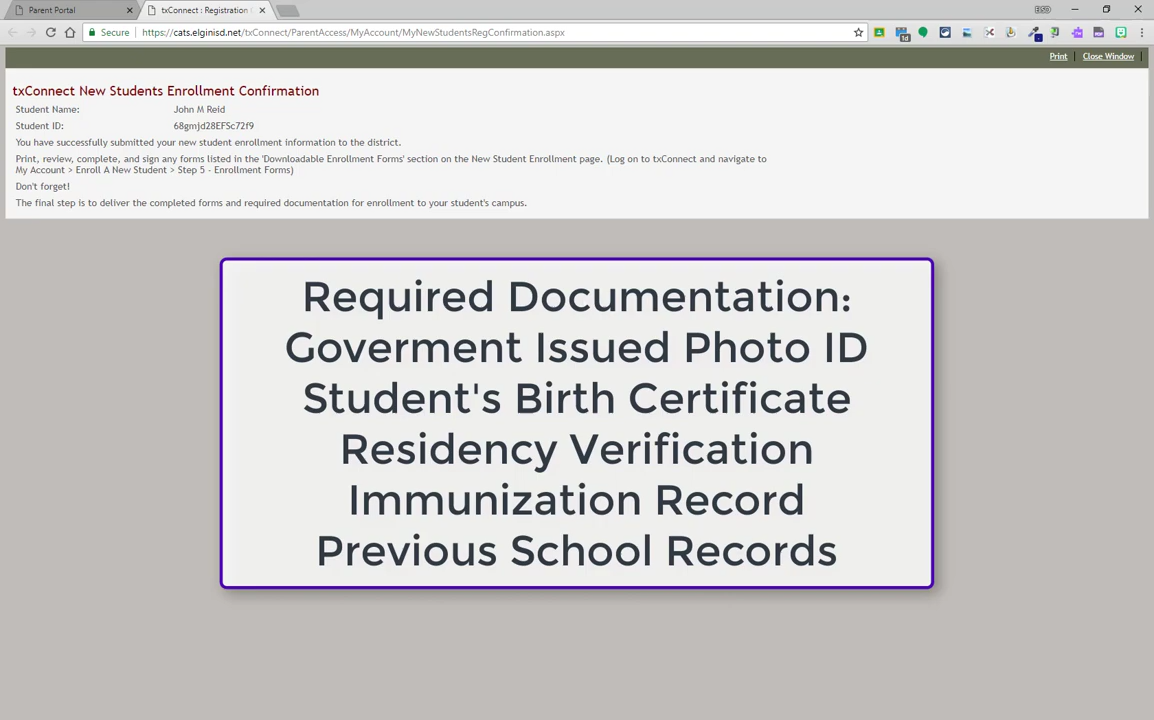 Parent Portal
txConnect : Registration
EISD
Secure
https://cats.elginisd.net/txConnect/ParentAccess/MyAccount/MyNewStudentsRegConfirmation.aspx
Print
Close Window
txConnect New Students Enrollment Confirmation
Student Name: John M Reid
Student ID: 68gmjd28EFSc72f9
You have successfully submitted your new student enrollment information to the district.
Print, review, complete, and sign any forms listed in the 'Downloadable Enrollment Forms' section on the New Student Enrollment page. (Log on to txConnect and navigate to
My Account > Enroll A New Student > Step 5 - Enrollment Forms)
Don't forget!
The final step is to deliver the completed forms and required documentation for enrollment to your student's campus.
Required Documentation:
Goverment Issued Photo ID
Student's Birth Certificate
Residency Verification
Immunization Record
Previous School Records